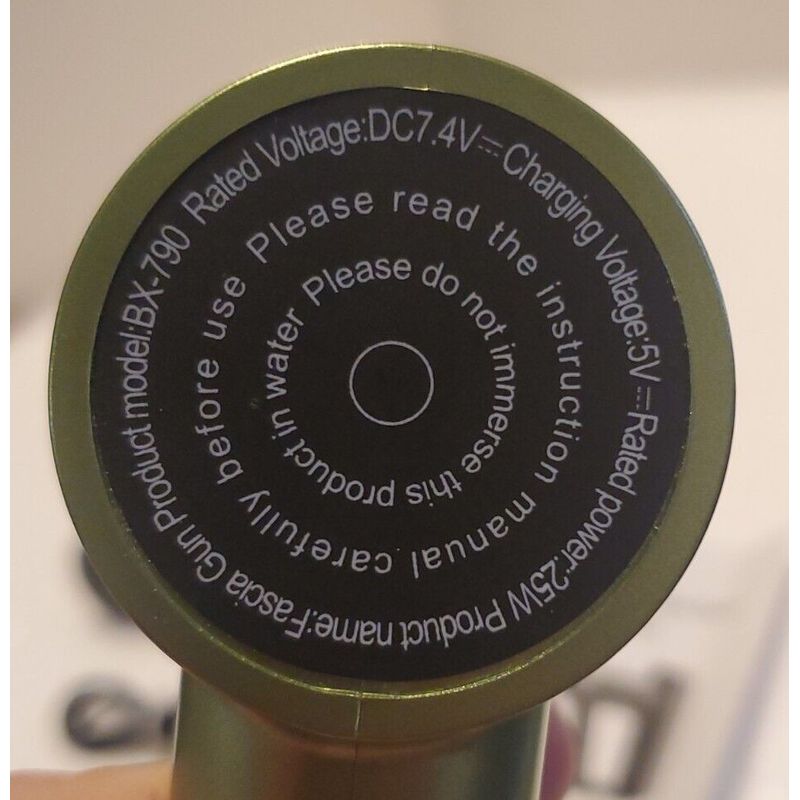 Product name:Fascia Gun Product model:BX-790 Rated Voltage:DC7.4V⎓Charging Voltage:5V⎓Rated power:25W
Please read the instruction manual carefully before use
Please do not immerse this product in water